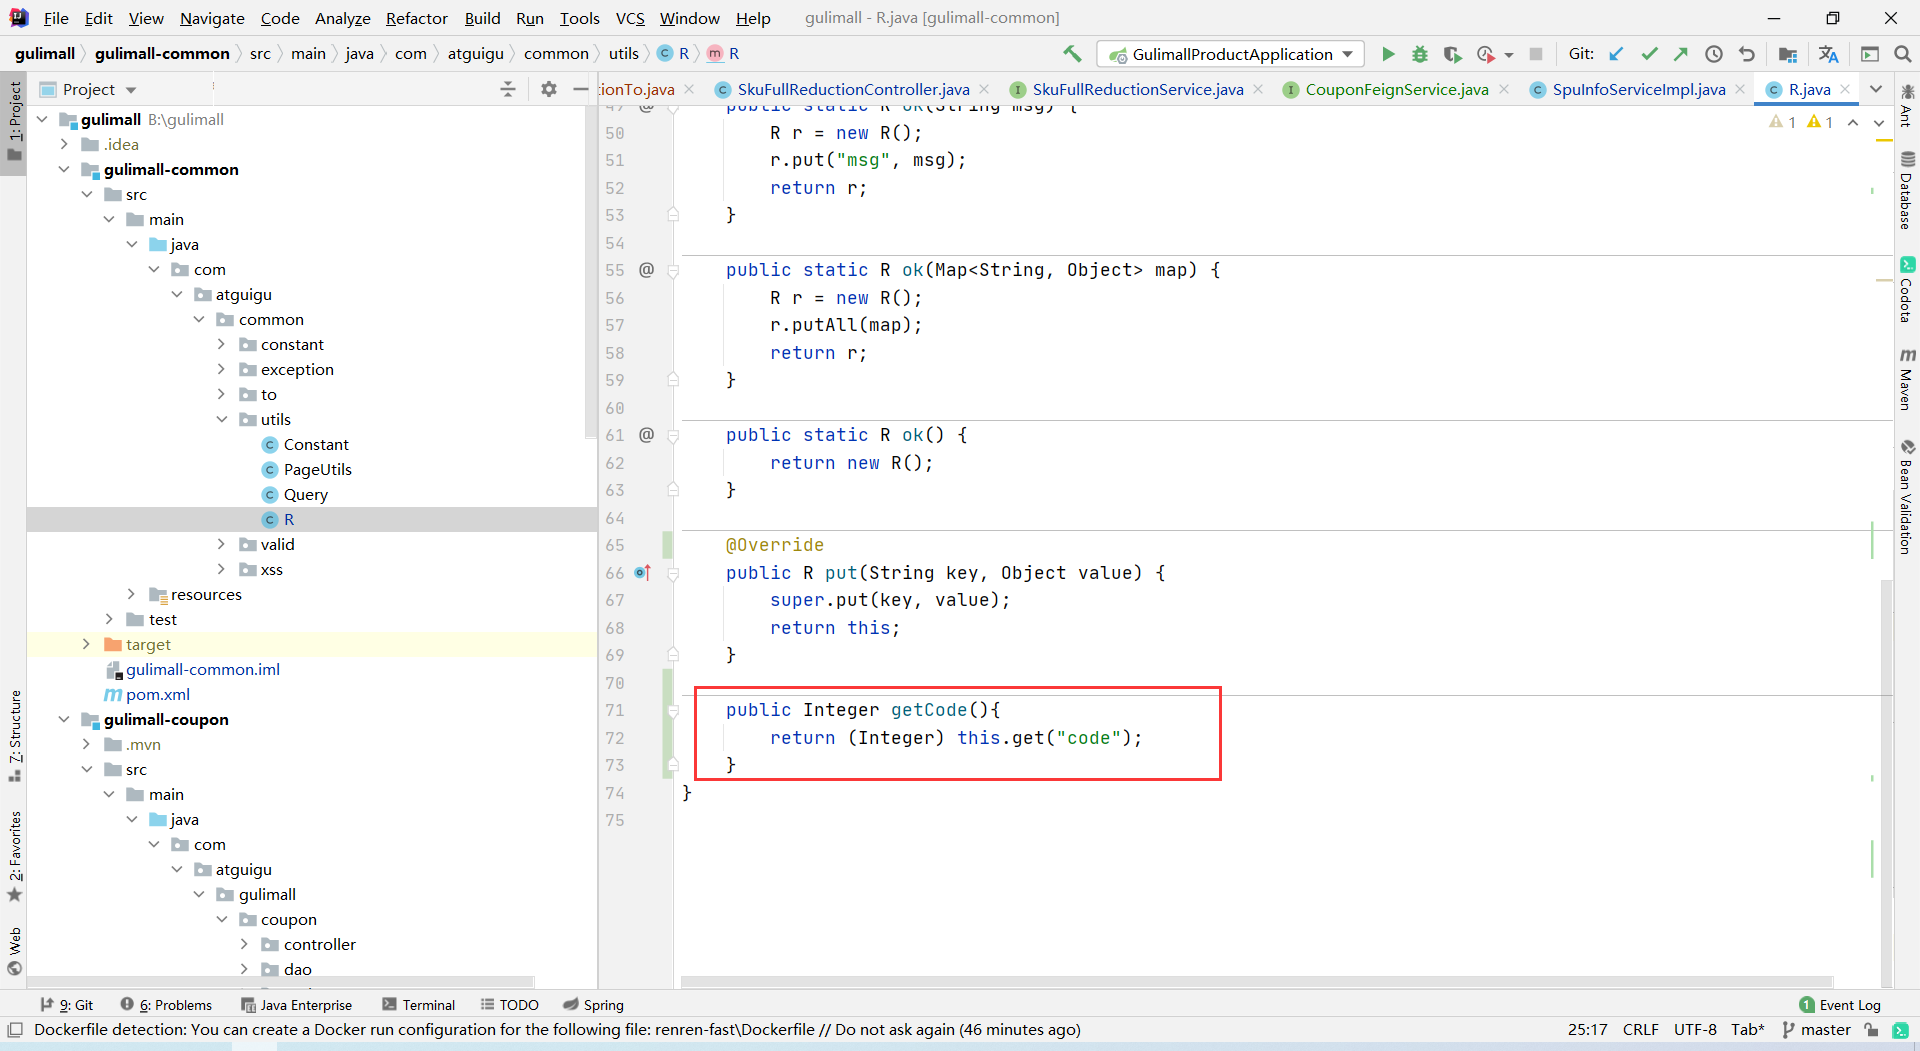 File Edit View Navigate Code Analyze Refactor Build Run Tools VCS Window Help gulimall - R.java [gulimall-common]
gulimall gulimall-common src main java com atguigu common utils C R m R GulimallProductApplication Git:
Project
ionTo.java SkuFullReductionController.java SkuFullReductionService.java CouponFeignService.java SpuInfoServiceImpl.java R.java
1: Project
7: Structure
2: Favorites
Web
gulimall B:\gulimall
.idea
gulimall-common
src
main
java
com
atguigu
common
constant
exception
to
utils
Constant
PageUtils
Query
R
valid
xss
resources
test
target
gulimall-common.iml
pom.xml
gulimall-coupon
.mvn
src
main
java
com
atguigu
gulimall
coupon
controller
dao
1 1
49 @ public static R ok(String msg) {
50 R r = new R();
51 r.put("msg", msg);
52 return r;
53 }
54
55 @ public static R ok(Map<String, Object> map) {
56 R r = new R();
57 r.putAll(map);
58 return r;
59 }
60
61 @ public static R ok() {
62 return new R();
63 }
64
65 @Override
66 public R put(String key, Object value) {
67 super.put(key, value);
68 return this;
69 }
70
71 public Integer getCode(){
72 return (Integer) this.get("code");
73 }
74 }
75
Ant
Database
Codota
Maven
Bean Validation
9: Git 6: Problems Java Enterprise Terminal TODO Spring 1 Event Log
Dockerfile detection: You can create a Docker run configuration for the following file: renren-fast\Dockerfile // Do not ask again (46 minutes ago) 25:17 CRLF UTF-8 Tab* master